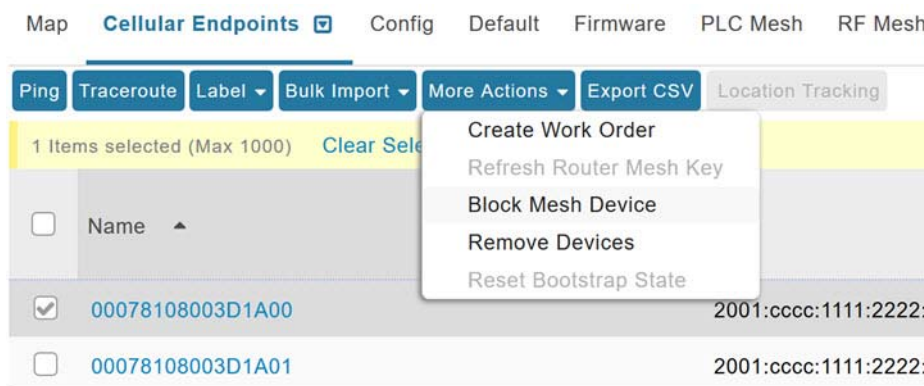 Map Cellular Endpoints Config Default Firmware PLC Mesh RF Mesh
Ping Traceroute Label Bulk Import More Actions Export CSV Location Tracking
1 Items selected (Max 1000) Clear Sele
Create Work Order
Refresh Router Mesh Key
Block Mesh Device
Remove Devices
Reset Bootstrap State
Name
00078108003D1A00 2001:cccc:1111:2222:
00078108003D1A01 2001:cccc:1111:2222: